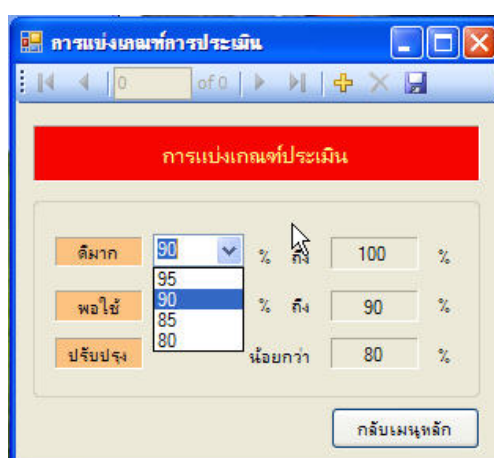 การแบ่งเกณฑ์การประเมิน
0 of 0
การแบ่งเกณฑ์ประเมิน
ดีมาก 90 % ถึง 100 %
95
พอใช้ 90 % ถึง 90 %
85
80
ปรับปรุง น้อยกว่า 80 %
กลับเมนูหลัก